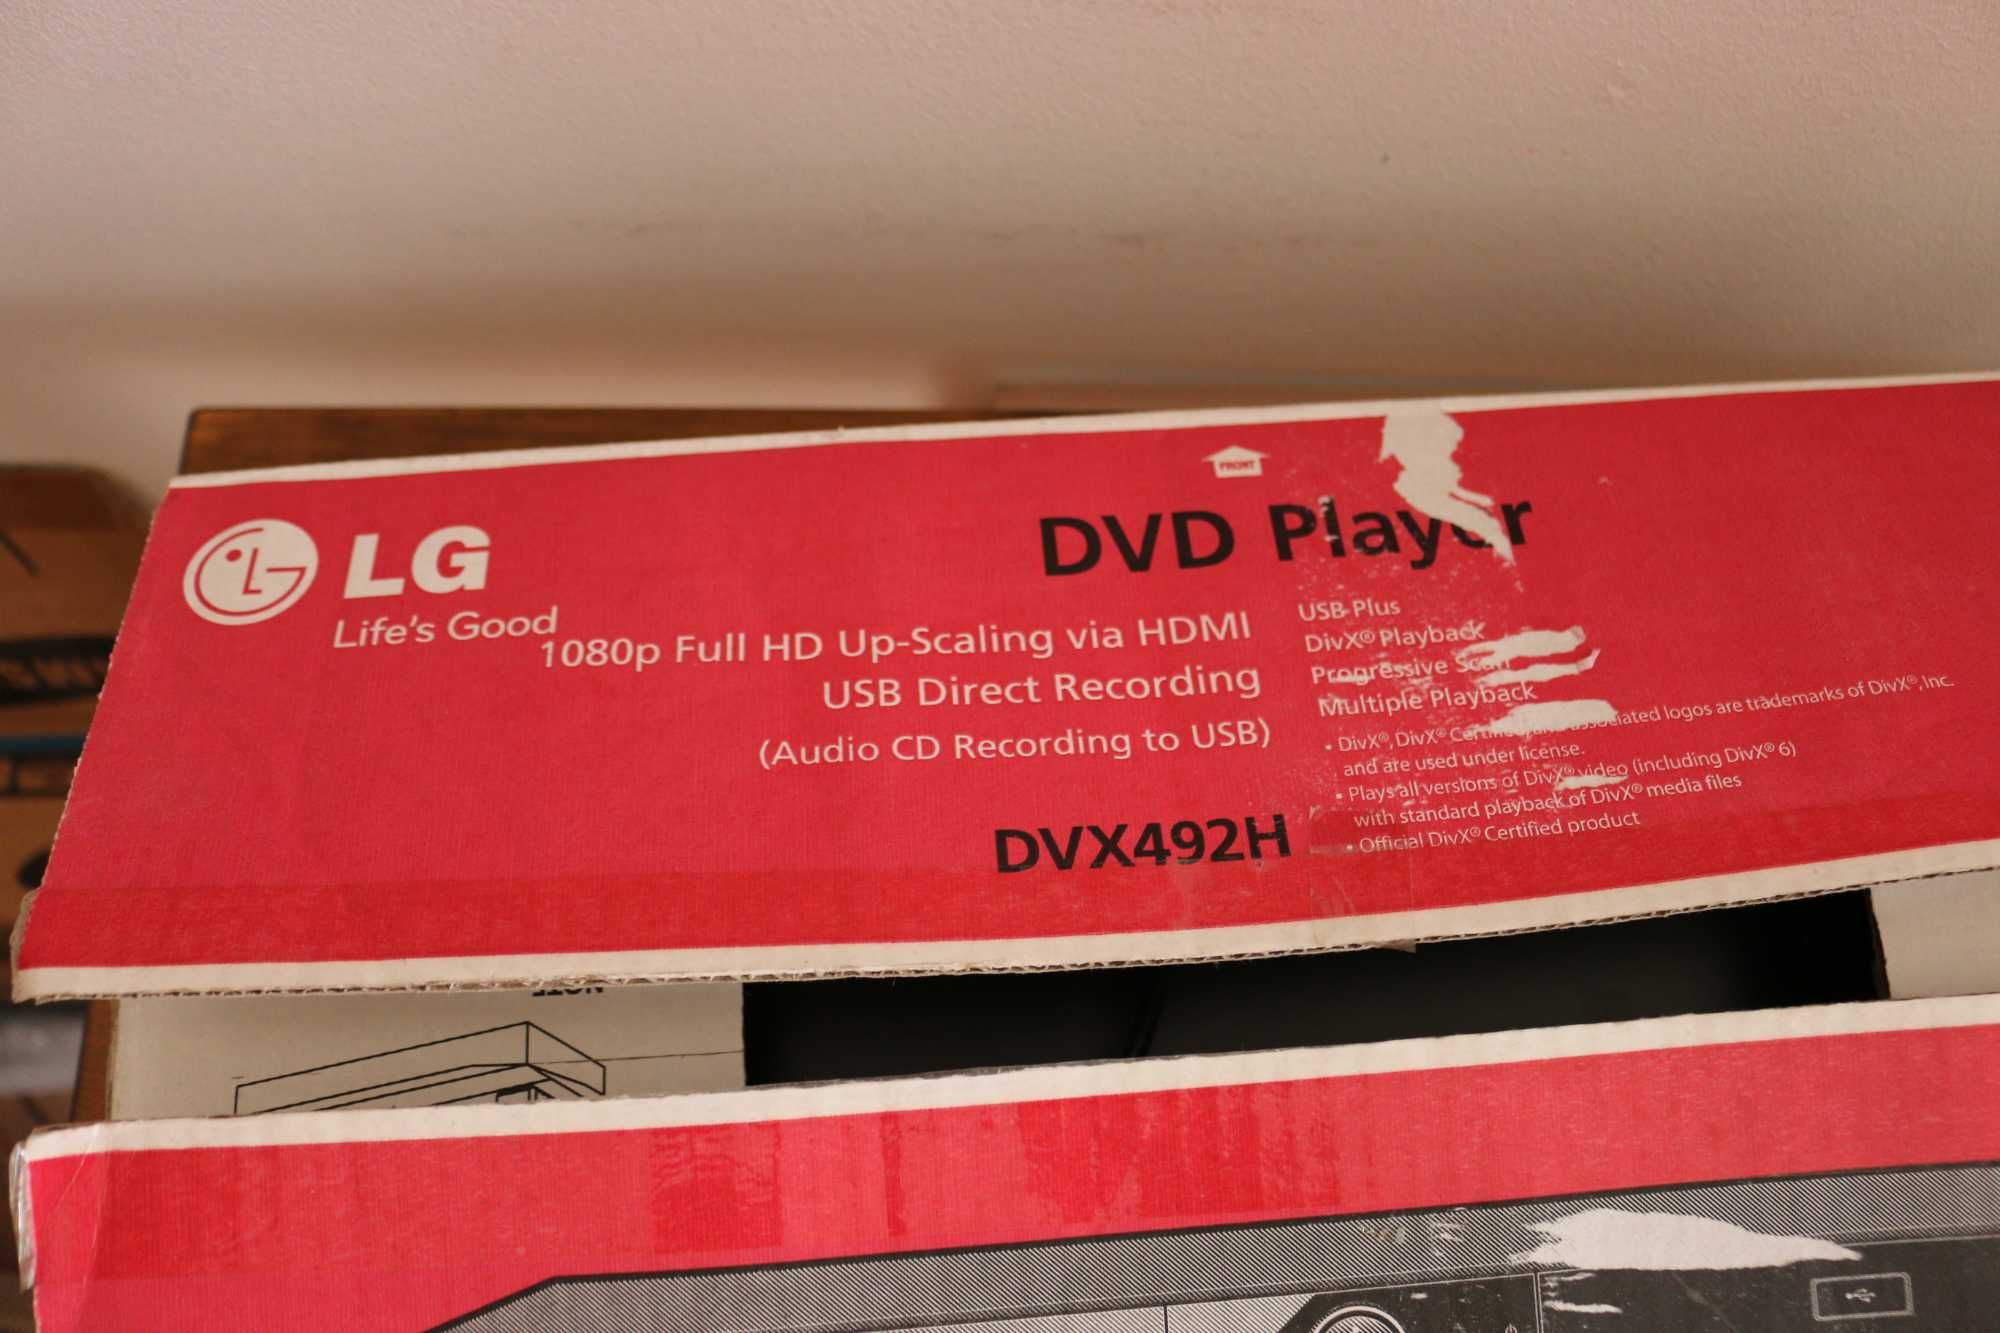 FRONT
LG
Life's Good
DVD Player
1080p Full HD Up-Scaling via HDMI
USB Direct Recording
(Audio CD Recording to USB)
DVX492H
USB Plus
DivX® Playback
Progressive Scan
Multiple Playback
• DivX®, DivX® associated logos are trademarks of DivX®, Inc.
and are used under license.
• Plays all versions of DivX® video (including DivX® 6)
with standard playback of DivX® media files
• Official DivX® Certified product
NOTE